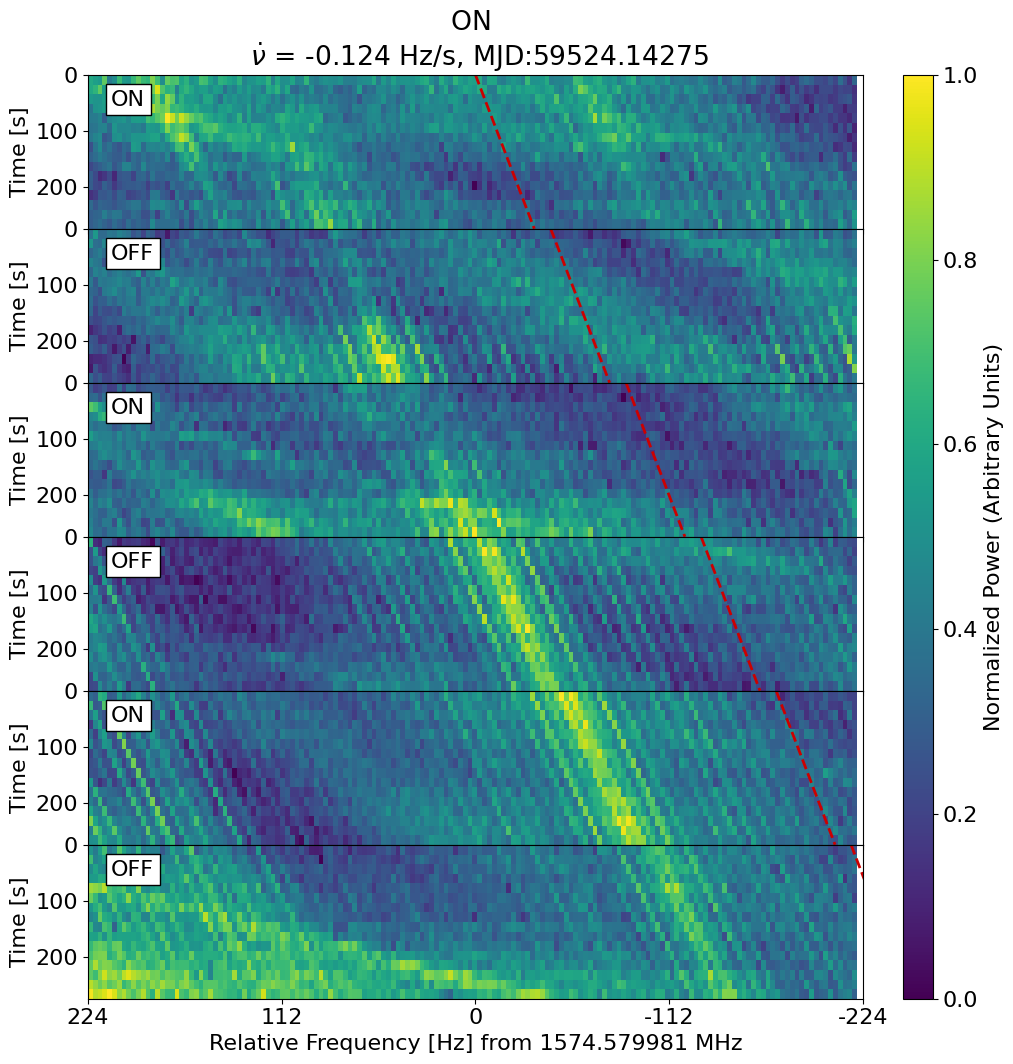 ON
ν̇ = -0.124 Hz/s, MJD:59524.14275
0
100
200
Time [s]
ON
0
100
200
Time [s]
OFF
0
100
200
Time [s]
ON
0
100
200
Time [s]
OFF
0
100
200
Time [s]
ON
0
100
200
Time [s]
OFF
224 112 0 -112 -224
Relative Frequency [Hz] from 1574.579981 MHz
1.0
0.8
0.6
0.4
0.2
0.0
Normalized Power (Arbitrary Units)